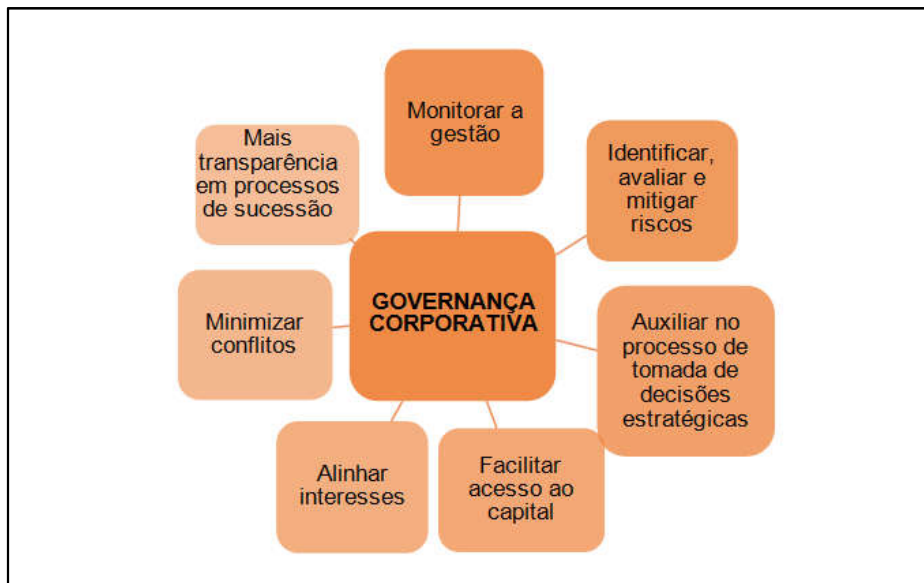 Monitorar a
gestão
Identificar,
avaliar e
mitigar
riscos
Auxiliar no
processo de
tomada de
decisões
estratégicas
Facilitar
acesso ao
capital
Alinhar
interesses
Minimizar
conflitos
Mais
transparência
em processos
de sucessão
GOVERNANÇA
CORPORATIVA